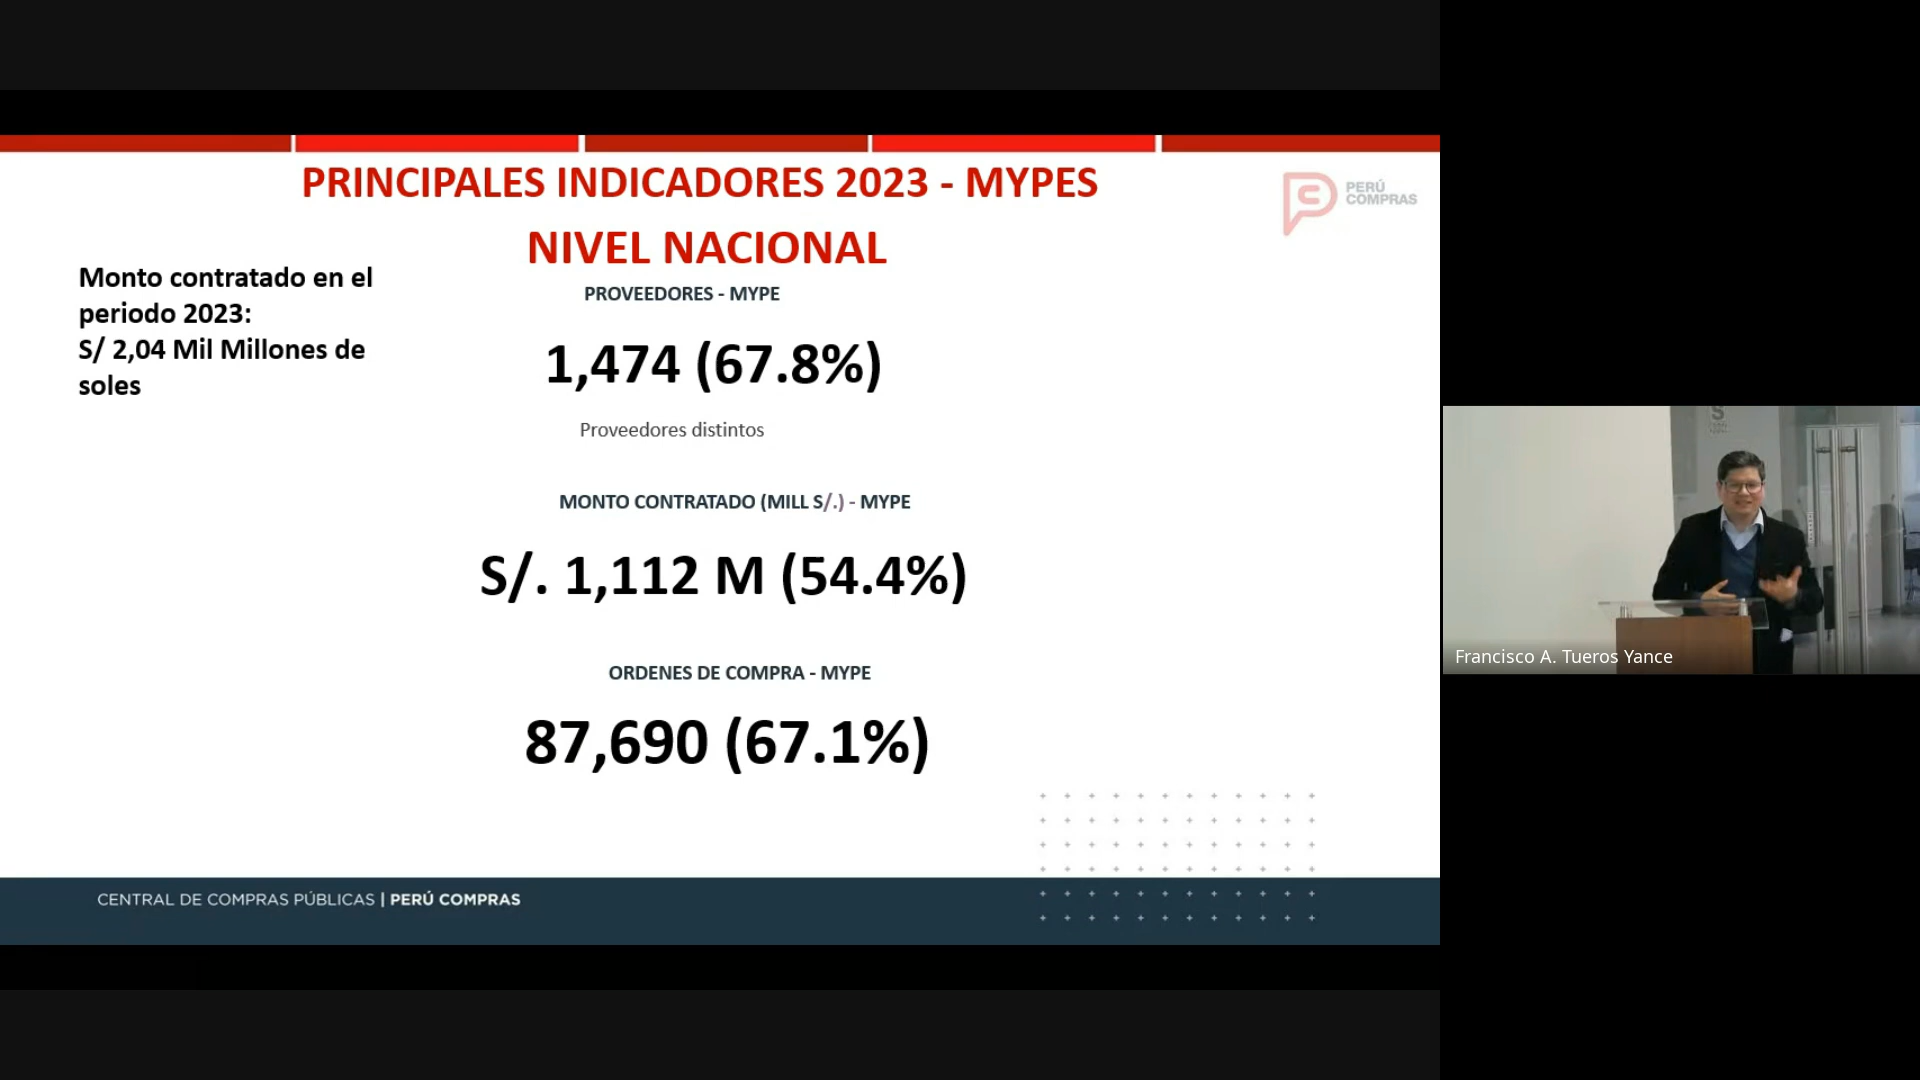 PRINCIPALES INDICADORES 2023 - MYPES
PERÚ
COMPRAS
NIVEL NACIONAL
Monto contratado en el
periodo 2023:
S/ 2,04 Mil Millones de
soles
PROVEEDORES - MYPE
1,474 (67.8%)
Proveedores distintos
MONTO CONTRATADO (MILL S/.) - MYPE
S/. 1,112 M (54.4%)
ORDENES DE COMPRA - MYPE
87,690 (67.1%)
CENTRAL DE COMPRAS PÚBLICAS | PERÚ COMPRAS
Francisco A. Tueros Yance